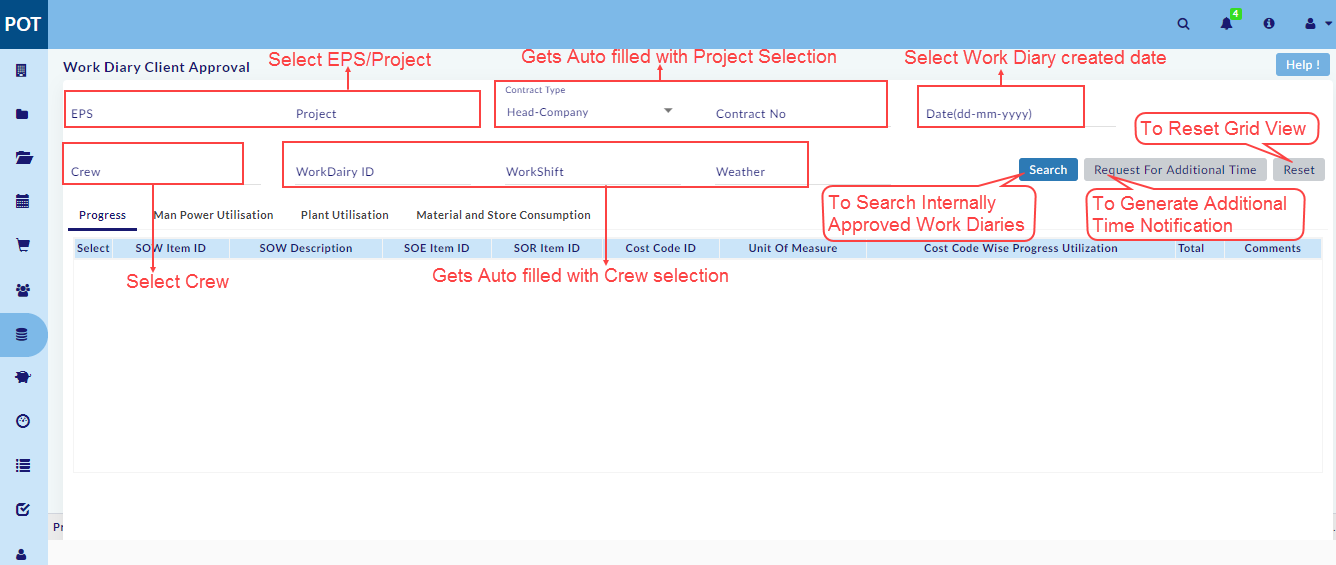 POT
4
Work Diary Client Approval
Select EPS/Project
Gets Auto filled with Project Selection
Select Work Diary created date
Help !
Contract Type
EPS
Project
Head-Company
Contract No
Date(dd-mm-yyyy)
To Reset Grid View
Crew
WorkDairy ID
WorkShift
Weather
Search
Request For Additional Time
Reset
To Search Internally
Approved Work Diaries
To Generate Additional
Time Notification
Progress
Man Power Utilisation
Plant Utilisation
Material and Store Consumption
Select
SOW Item ID
SOW Description
SOE Item ID
SOR Item ID
Cost Code ID
Unit Of Measure
Cost Code Wise Progress Utilization
Total
Comments
Select Crew
Gets Auto filled with Crew selection